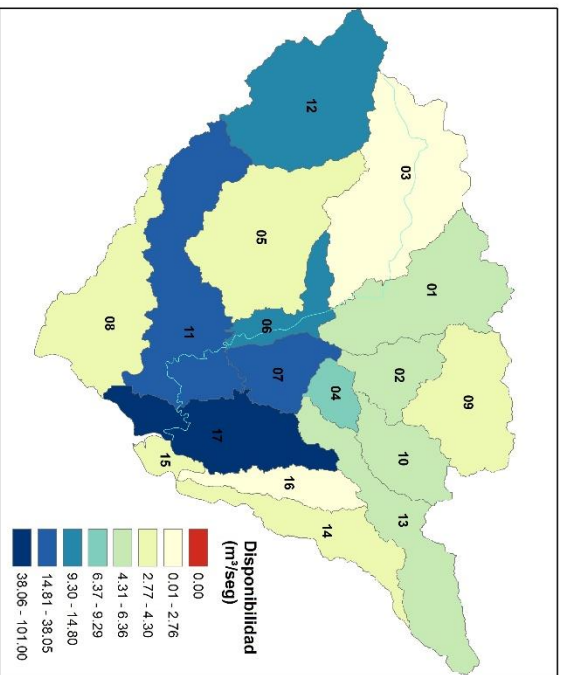 12
03
05
01
06
08
11
07
02
04
09
17
10
15
16
13
14
Disponibilidad
(m³/seg)
0.00
0.01 - 2.76
2.77 - 4.30
4.31 - 6.36
6.37 - 9.29
9.30 - 14.80
14.81 - 38.05
38.06 - 101.00